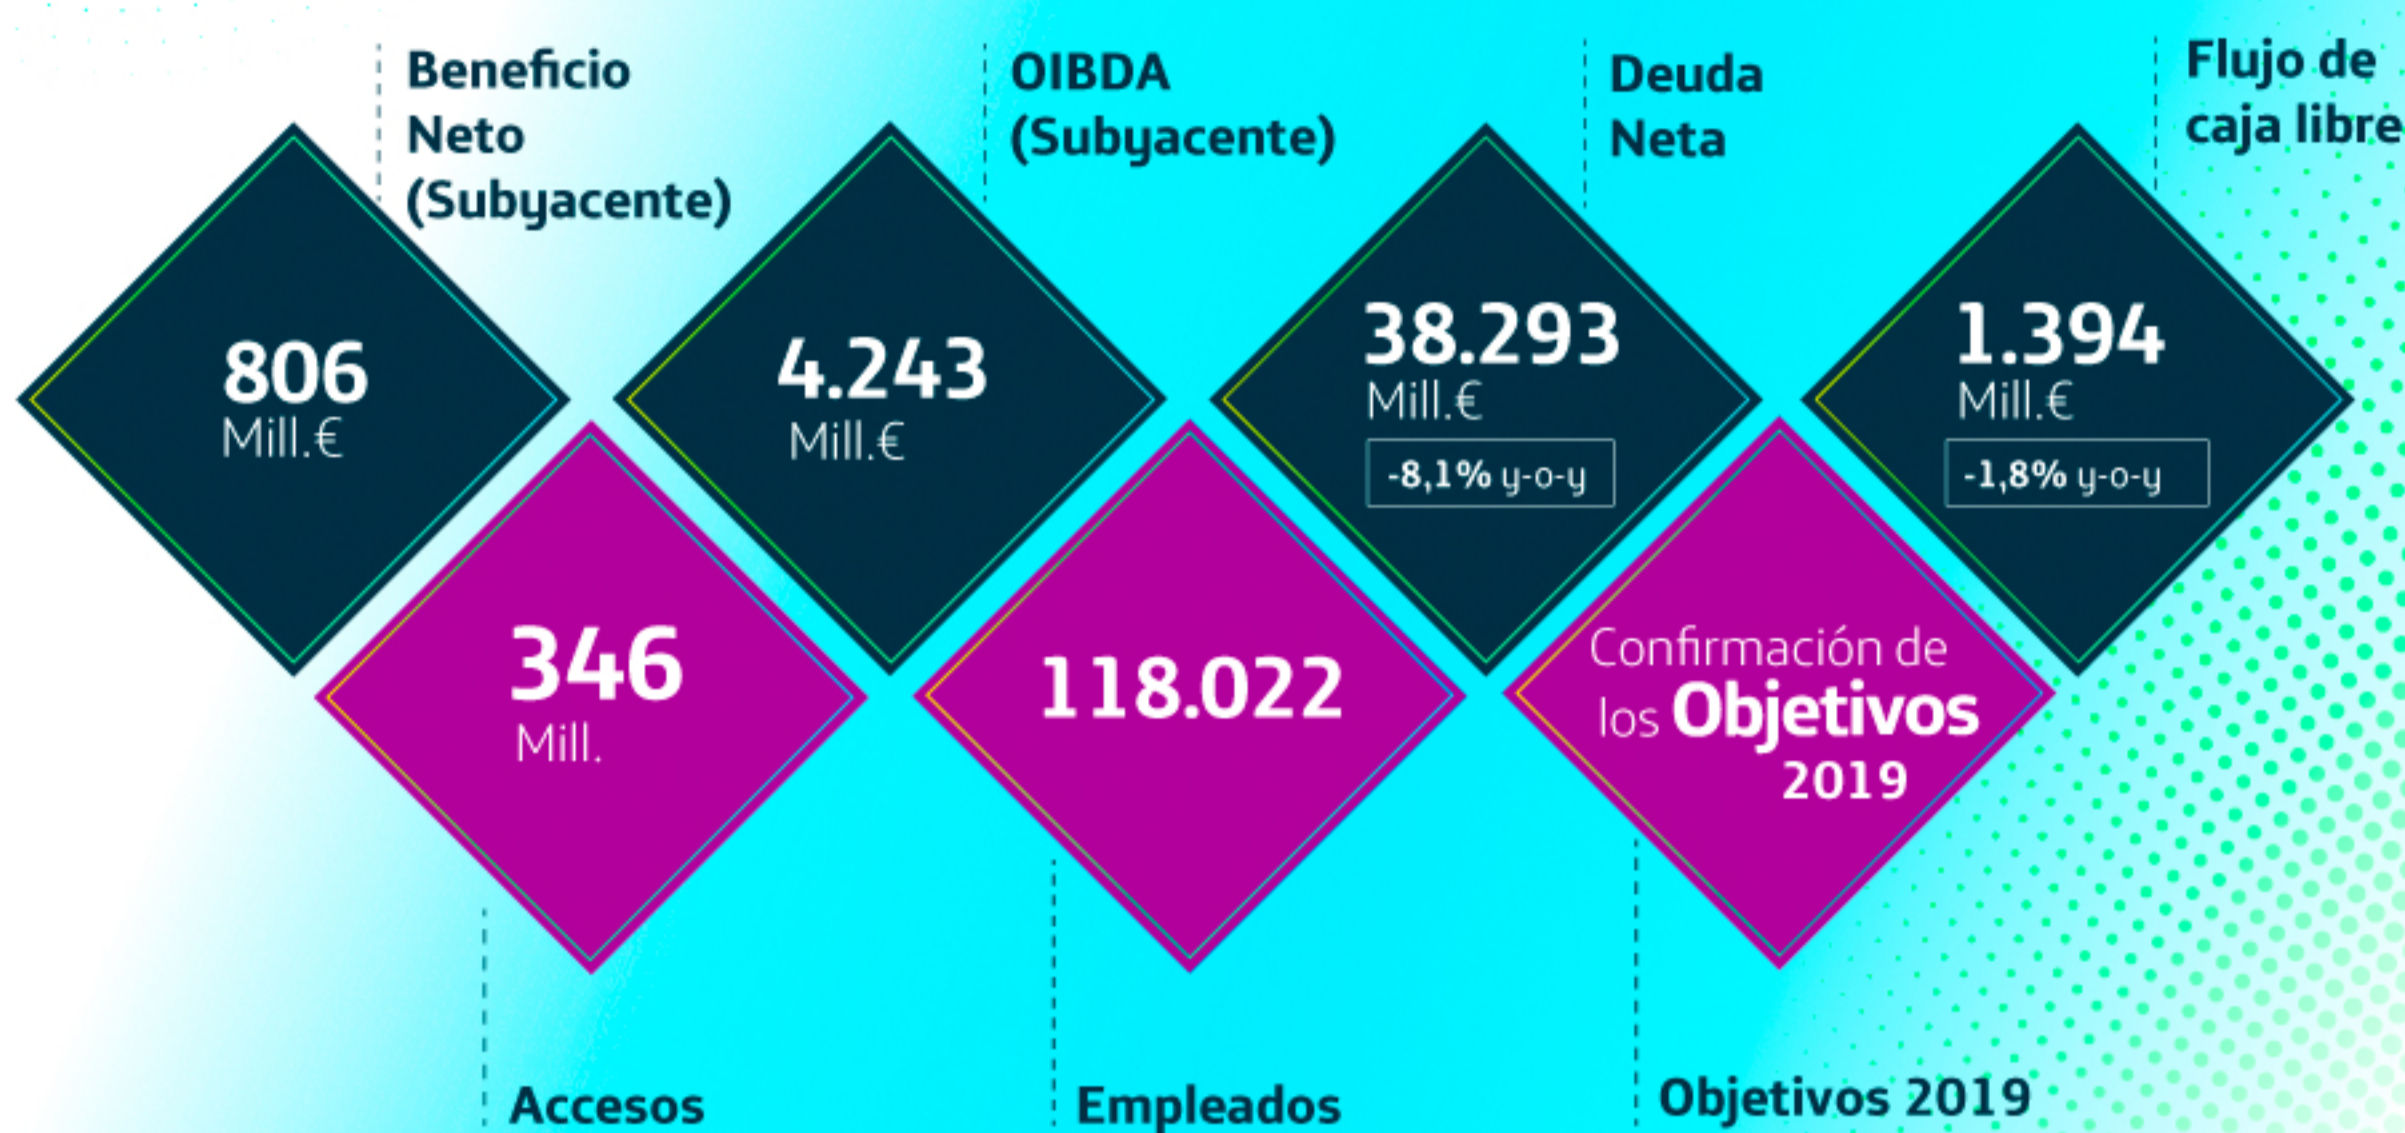 Beneficio
Neto
(Subyacente)
806
Mill.€
OIBDA
(Subyacente)
4.243
Mill.€
Deuda
Neta
38.293
Mill.€
-8,1% y-o-y
Flujo de
caja libre
1.394
Mill.€
-1,8% y-o-y
346
Mill.
Accesos
118.022
Empleados
Confirmación de
los Objetivos
2019
Objetivos 2019